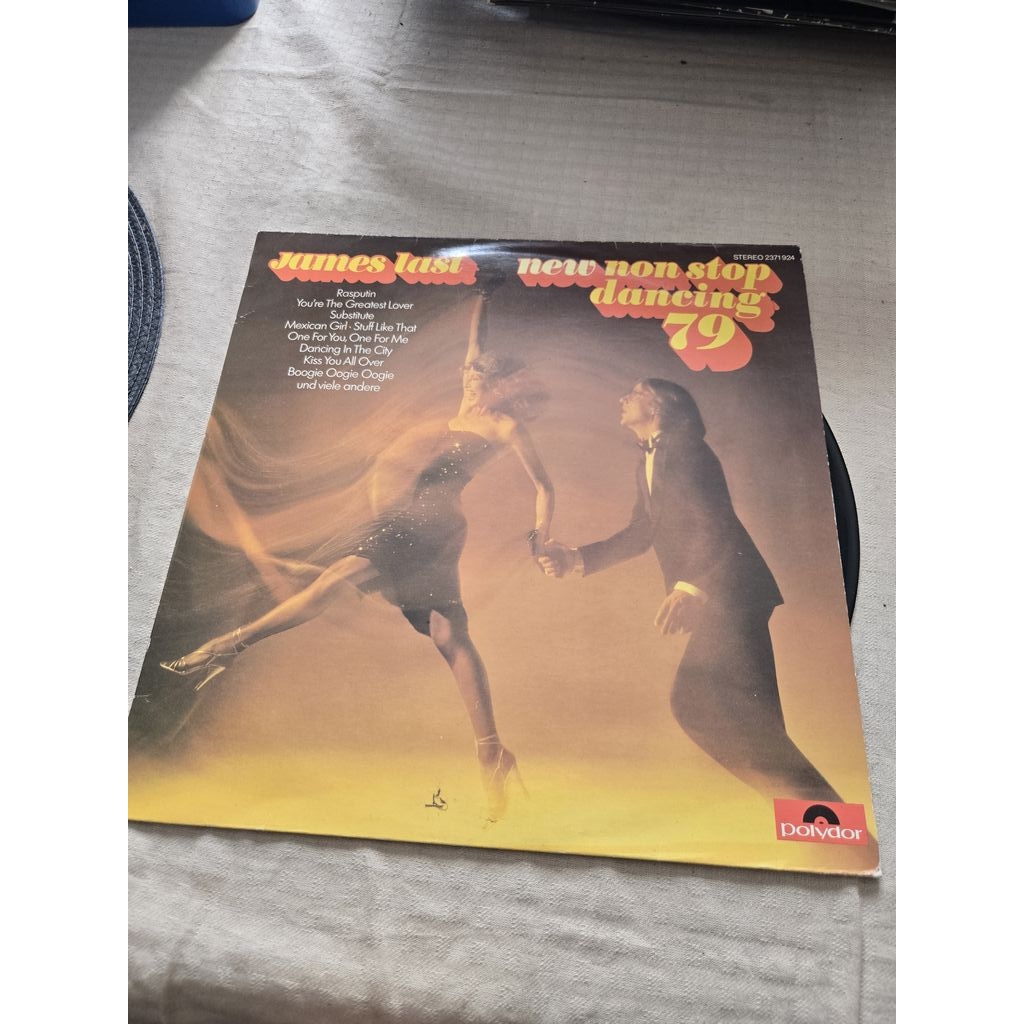 STEREO 2371 924
James last
new non stop
dancing
79
Rasputin
You're The Greatest Lover
Substitute
Mexican Girl · Stuff Like That
One For You, One For Me
Dancing In The City
Kiss You All Over
Boogie Oogie Oogie
und viele andere
polydor